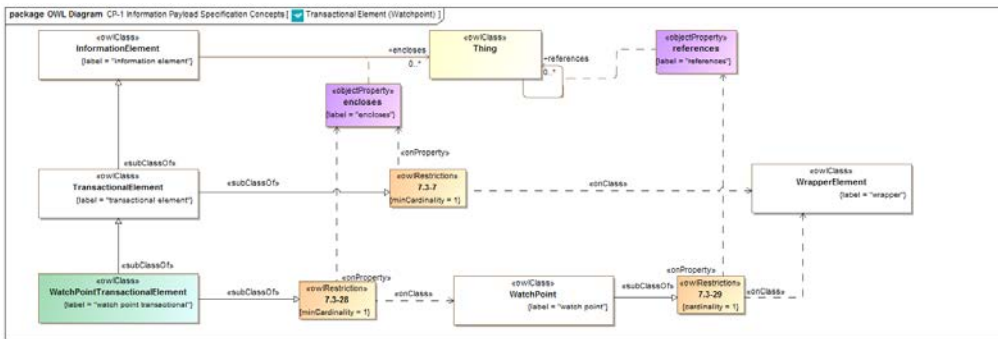 package OWL Diagram CP-1 Information Payload Specification Concepts [ Transactional Element (Watchpoint) ]
«owlClass»
InformationElement
{label = "information element"}
+encloses
0..*
«owlClass»
Thing
+references
0..*
«objectProperty»
references
{label = "references"}
«objectProperty»
encloses
{label = "encloses"}
«subClassOf»
«owlClass»
TransactionalElement
{label = "transactional element"}
«subClassOf»
«onProperty»
«owlRestriction»
7.3-7
{minCardinality = 1}
«onClass»
«owlClass»
WrapperElement
{label = "wrapper"}
«subClassOf»
«owlClass»
WatchPointTransactionalElement
{label = "watch point transactional"}
«subClassOf»
«onProperty»
«owlRestriction»
7.3-28
{minCardinality = 1}
«onClass»
«owlClass»
WatchPoint
{label = "watch point"}
«subClassOf»
«onProperty»
«owlRestriction»
7.3-29
{cardinality = 1}
«onClass»